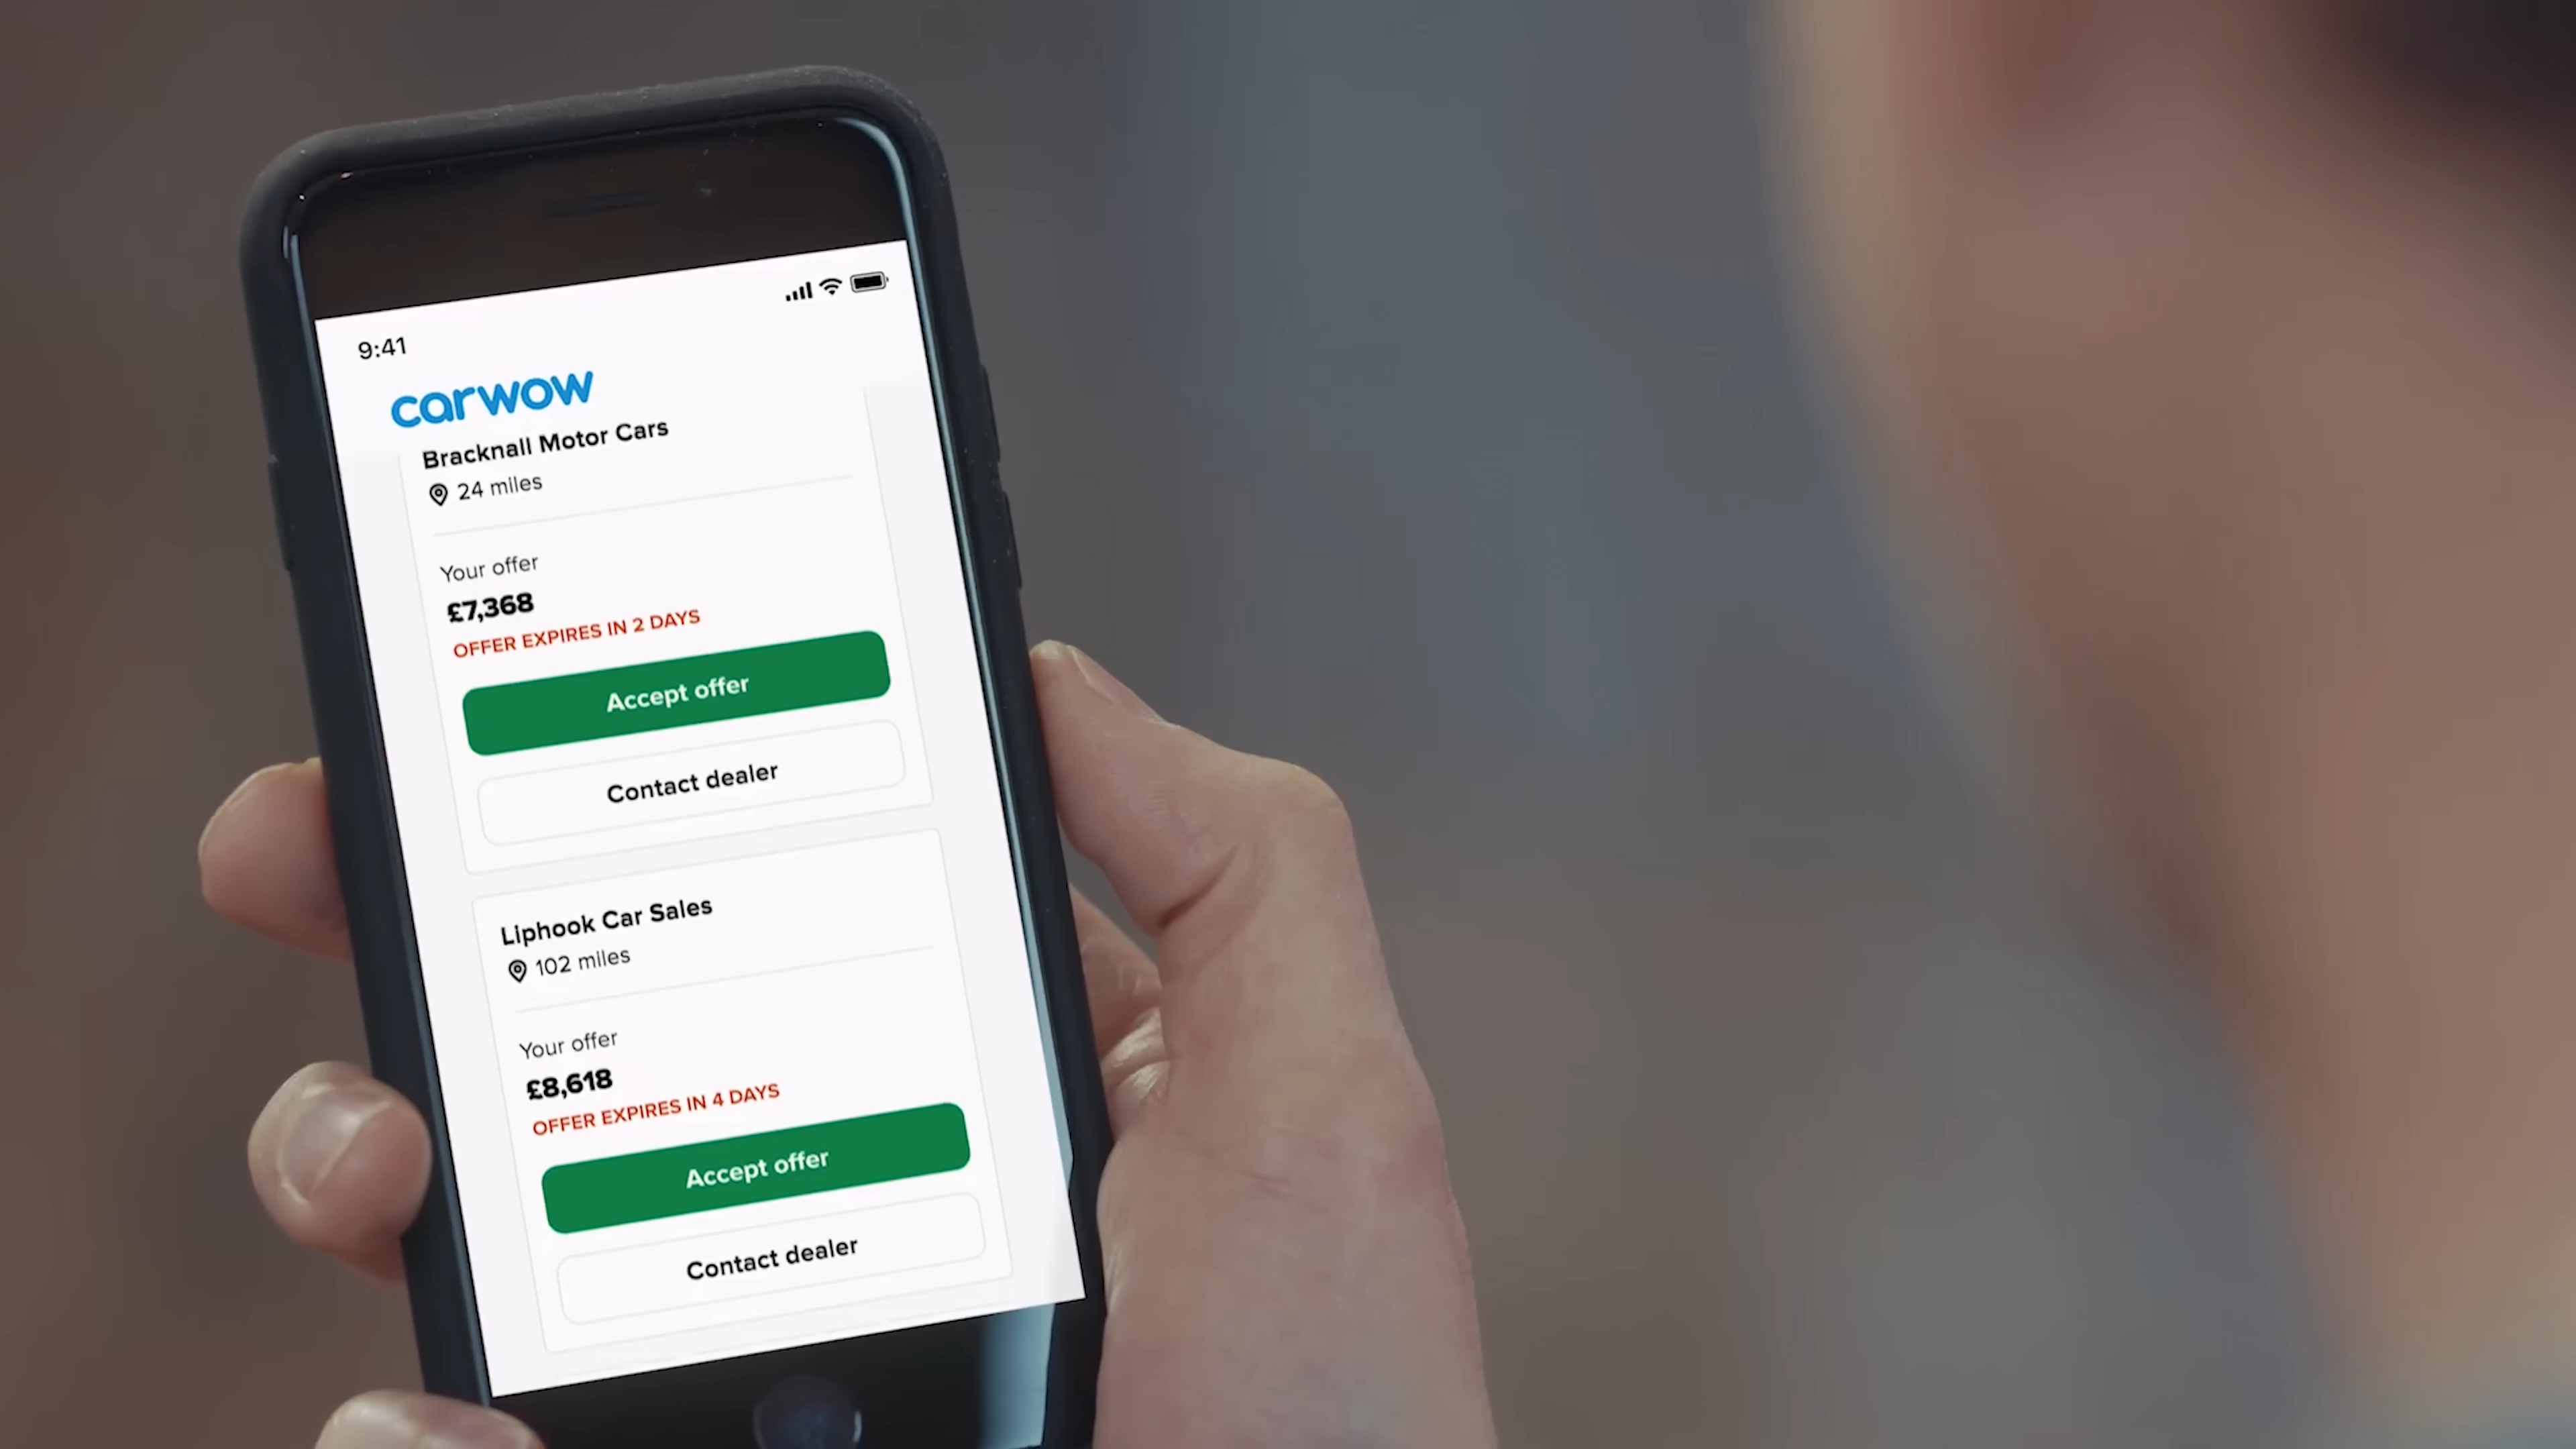 9:41
carwow
Bracknall Motor Cars
24 miles
Your offer
£7,368
OFFER EXPIRES IN 2 DAYS
Accept offer
Contact dealer
Liphook Car Sales
102 miles
Your offer
£8,618
OFFER EXPIRES IN 4 DAYS
Accept offer
Contact dealer